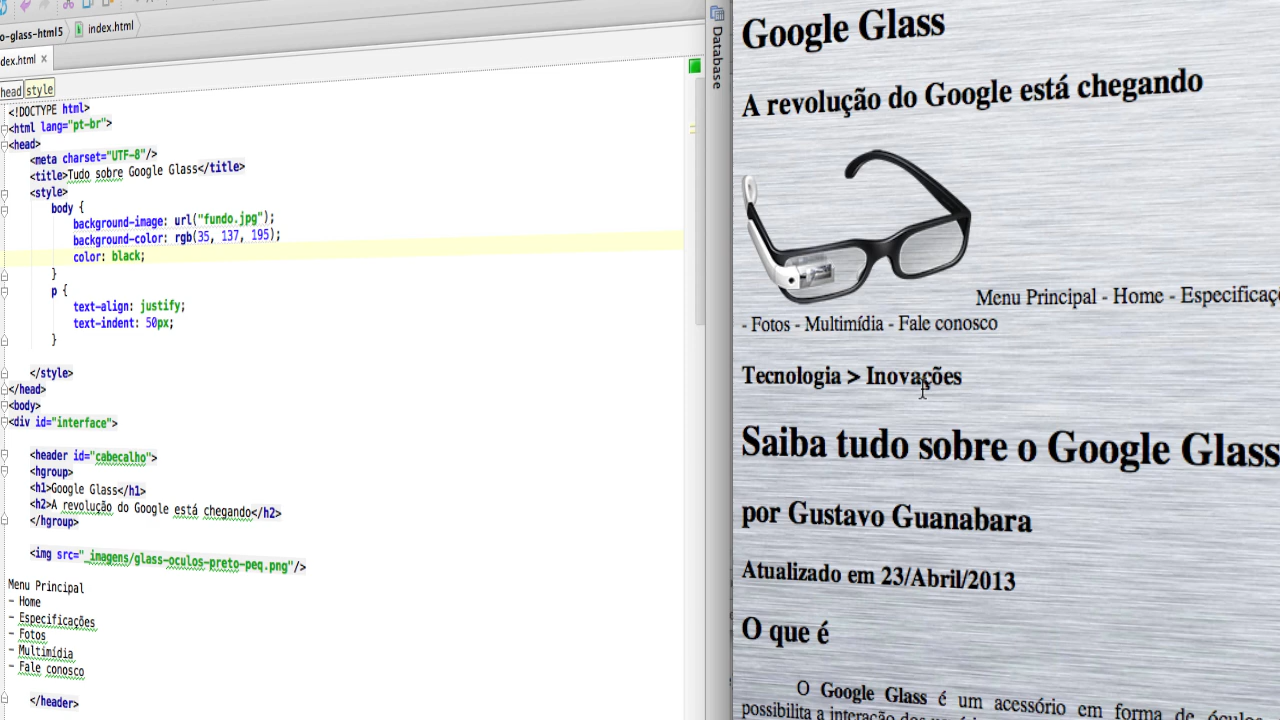 o-glass-html5 index.html
dex.html
head style
<!DOCTYPE html>
<html lang="pt-br">
<head>
<meta charset="UTF-8"/>
<title>Tudo sobre Google Glass</title>
<style>
body {
background-image: url("fundo.jpg");
background-color: rgb(35, 137, 195);
color: black;
}
p {
text-align: justify;
text-indent: 50px;
}
</style>
</head>
<body>
<div id="interface">
<header id="cabecalho">
<hgroup>
<h1>Google Glass</h1>
<h2>A revolução do Google está chegando</h2>
</hgroup>
<img src="_imagens/glass-oculos-preto-peq.png"/>
Menu Principal
- Home
- Especificações
- Fotos
- Multimídia
- Fale conosco
</header>
Database
Google Glass
A revolução do Google está chegando
Menu Principal - Home - Especificaçõ
- Fotos - Multimídia - Fale conosco
Tecnologia > Inovações
Saiba tudo sobre o Google Glass
por Gustavo Guanabara
Atualizado em 23/Abril/2013
O que é
O Google Glass é um acessório em forma de óculos
possibilita a interação dos